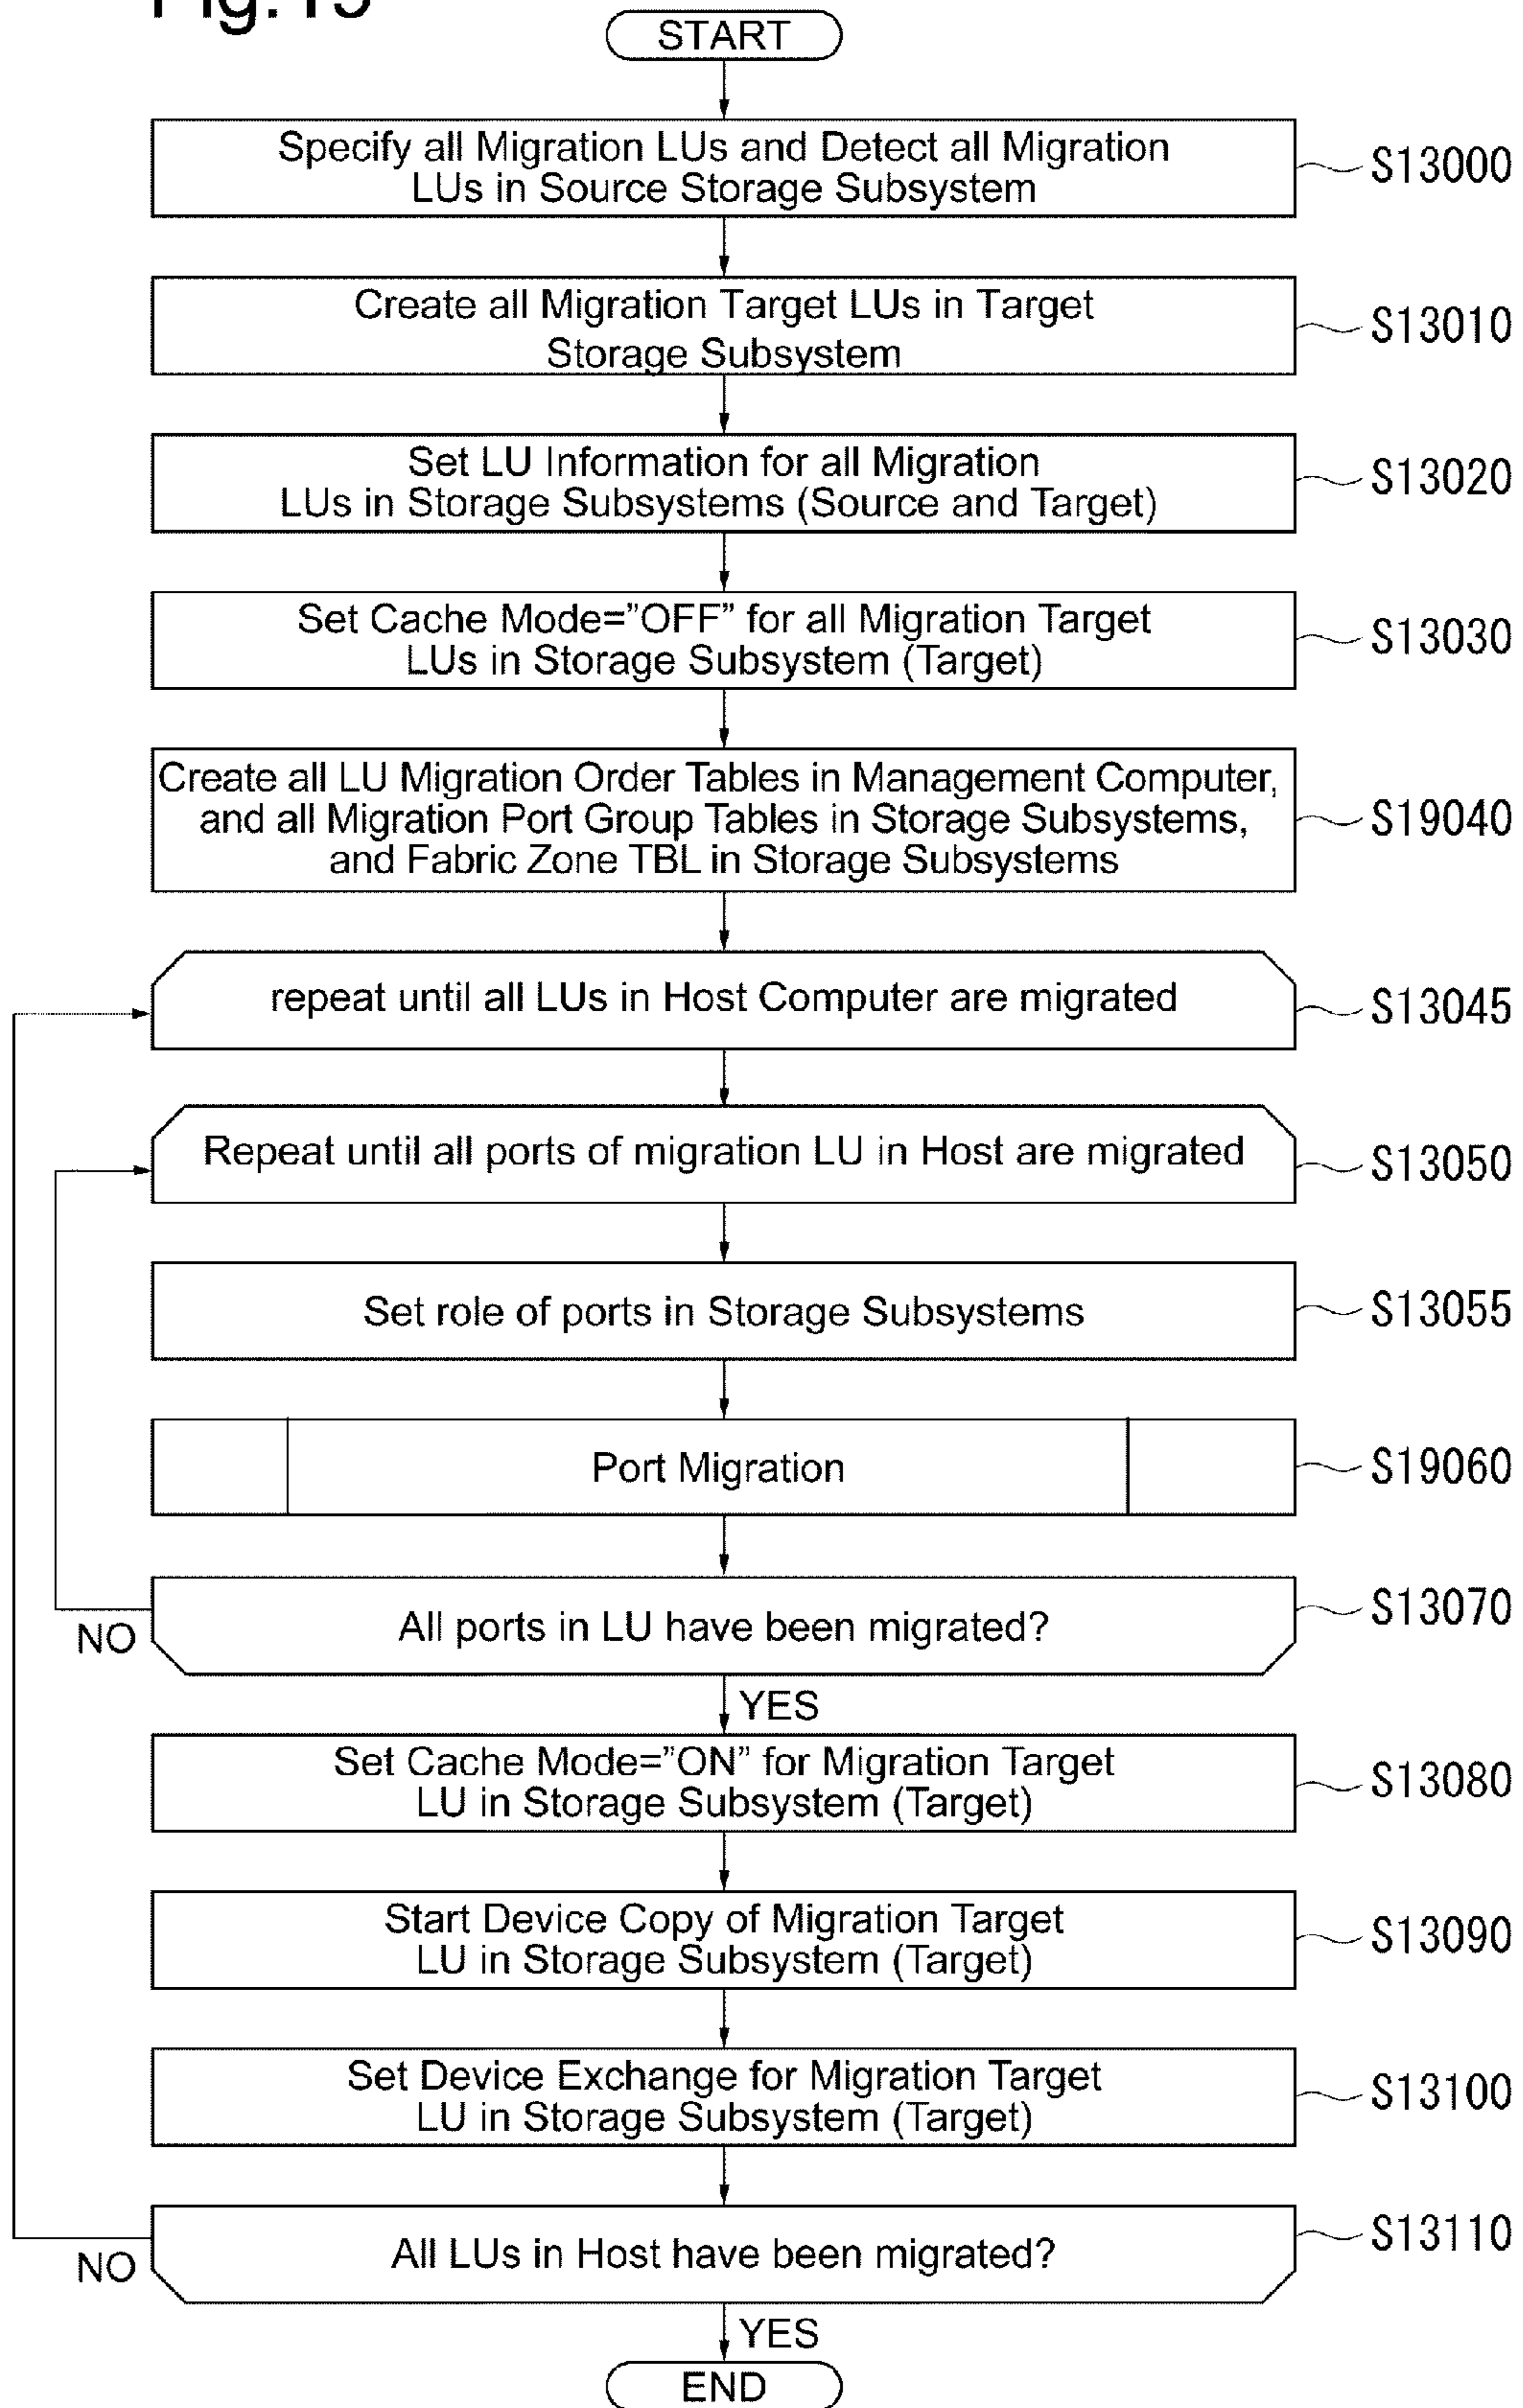 START
Specify all Migration LUs and Detect all Migration
LUs in Source Storage Subsystem
S13000
Create all Migration Target LUs in Target
Storage Subsystem
S13010
Set LU Information for all Migration
LUs in Storage Subsystems (Source and Target)
S13020
Set Cache Mode=”OFF” for all Migration Target
LUs in Storage Subsystem (Target)
S13030
Create all LU Migration Order Tables in Management Computer,
and all Migration Port Group Tables in Storage Subsystems,
and Fabric Zone TBL in Storage Subsystems
S19040
repeat until all LUs in Host Computer are migrated
S13045
Repeat until all ports of migration LU in Host are migrated
S13050
Set role of ports in Storage Subsystems
S13055
Port Migration
S19060
All ports in LU have been migrated?
S13070
NO
YES
Set Cache Mode=”ON” for Migration Target
LU in Storage Subsystem (Target)
S13080
Start Device Copy of Migration Target
LU in Storage Subsystem (Target)
S13090
Set Device Exchange for Migration Target
LU in Storage Subsystem (Target)
S13100
All LUs in Host have been migrated?
S13110
NO
YES
END